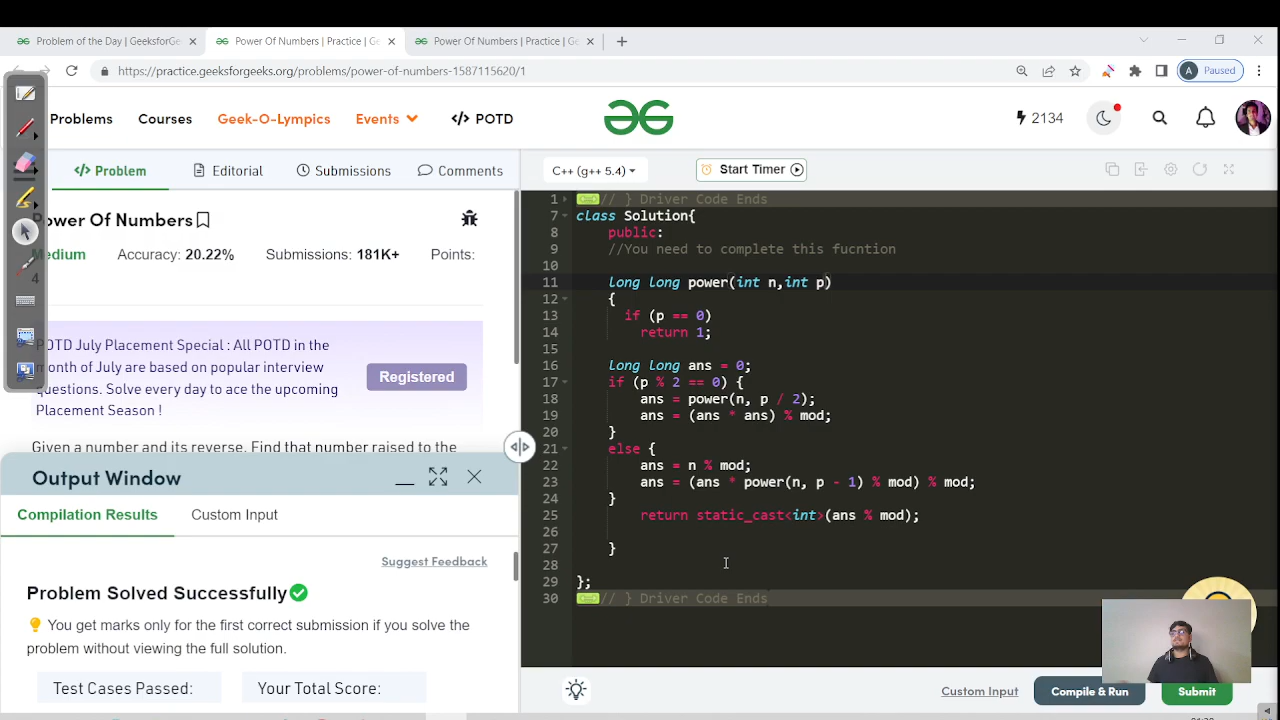 Problem of the Day | GeeksforGe
Power Of Numbers | Practice | Ge
Power Of Numbers | Practice | Ge
https://practice.geeksforgeeks.org/problems/power-of-numbers-1587115620/1
A Paused
Problems
Courses
Geek-O-Lympics
Events
</> POTD
2134
</> Problem
Editorial
Submissions
Comments
C++ (g++ 5.4)
Start Timer
Power Of Numbers
Medium
Accuracy: 20.22%
Submissions: 181K+
Points:
4
POTD July Placement Special : All POTD in the
month of July are based on popular interview
questions. Solve every day to ace the upcoming
Placement Season !
Registered
Given a number and its reverse. Find that number raised to the
Output Window
Compilation Results
Custom Input
Suggest Feedback
Problem Solved Successfully
You get marks only for the first correct submission if you solve the
problem without viewing the full solution.
Test Cases Passed:
Your Total Score:
1 // } Driver Code Ends
7 class Solution{
8 public:
9 //You need to complete this fucntion
10
11 long long power(int n,int p)
12 {
13 if (p == 0)
14 return 1;
15
16 long long ans = 0;
17 if (p % 2 == 0) {
18 ans = power(n, p / 2);
19 ans = (ans * ans) % mod;
20 }
21 else {
22 ans = n % mod;
23 ans = (ans * power(n, p - 1) % mod) % mod;
24 }
25 return static_cast<int>(ans % mod);
26
27 }
28
29 };
30 // } Driver Code Ends
Custom Input
Compile & Run
Submit